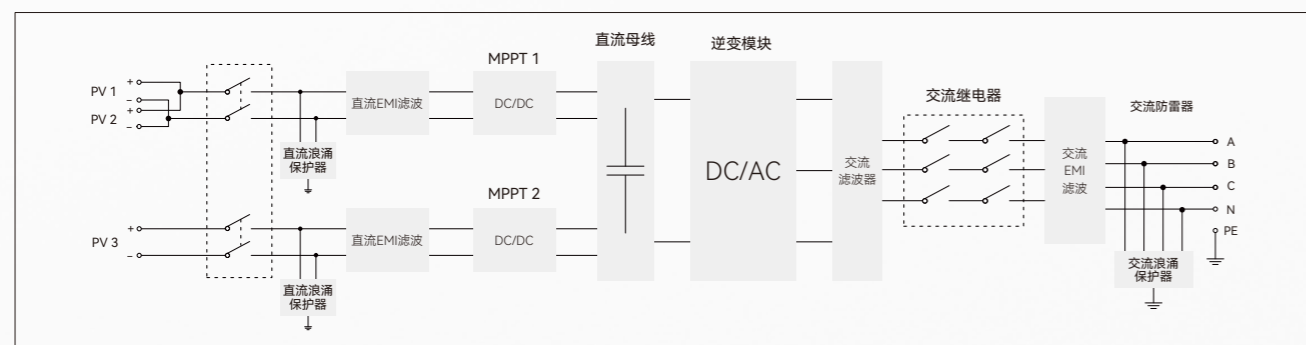 PV 1
+
−
PV 2
+
−
直流浪涌
保护器
直流EMI滤波
MPPT 1
DC/DC
PV 3
+
−
直流浪涌
保护器
直流EMI滤波
MPPT 2
DC/DC
直流母线
逆变模块
DC/AC
交流
滤波器
交流继电器
交流
EMI
滤波
交流防雷器
A
B
C
N
PE
交流浪涌
保护器